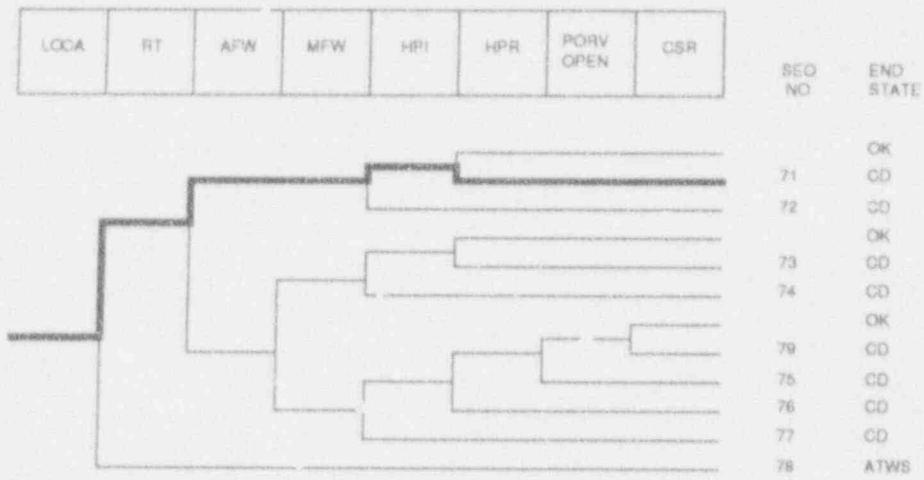 LOCA RT AFW MFW HPI HPR PORV OPEN CSR
SEQ NO END STATE
OK
71 CD
72 CD
OK
73 CD
74 CD
OK
79 CD
75 CD
76 CD
77 CD
78 ATWS